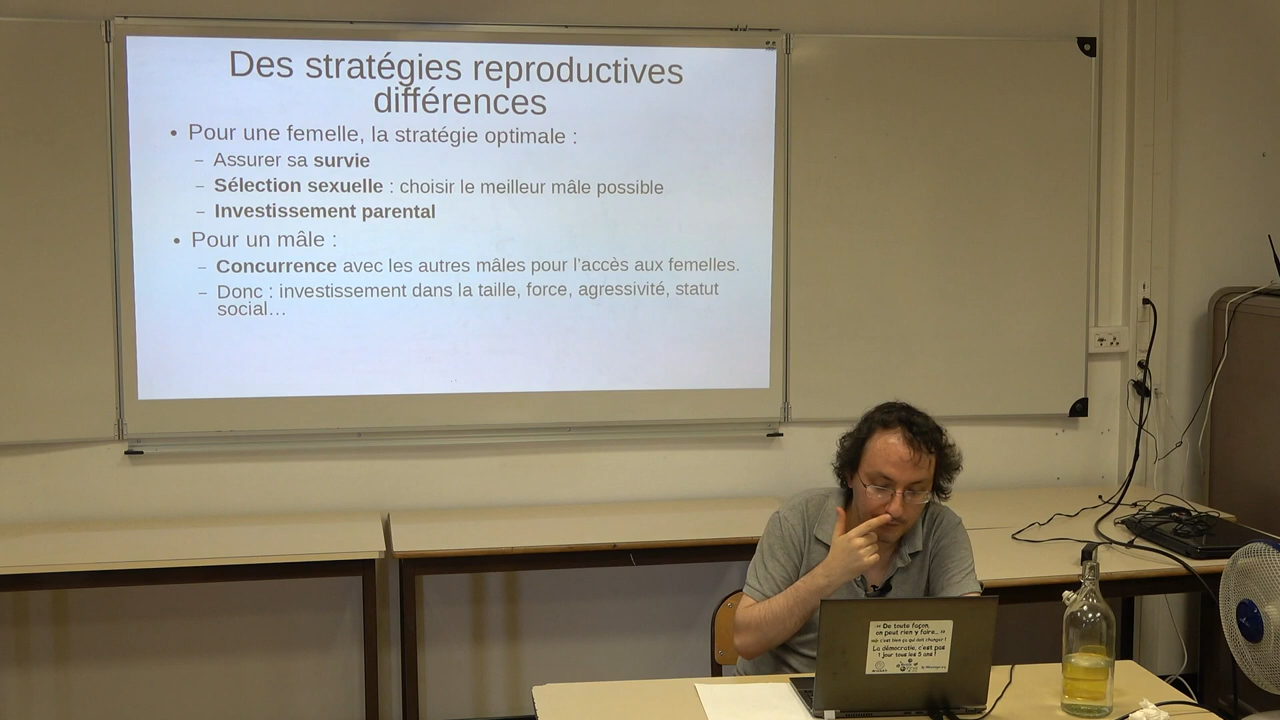 Des stratégies reproductives
différences
• Pour une femelle, la stratégie optimale :
– Assurer sa survie
– Sélection sexuelle : choisir le meilleur mâle possible
– Investissement parental
• Pour un mâle :
– Concurrence avec les autres mâles pour l'accès aux femelles.
– Donc : investissement dans la taille, force, agressivité, statut
social…
« De toute façon,
on peut rien y faire... »
La démocratie, c'est pas
1 jour tous les 5 ans !